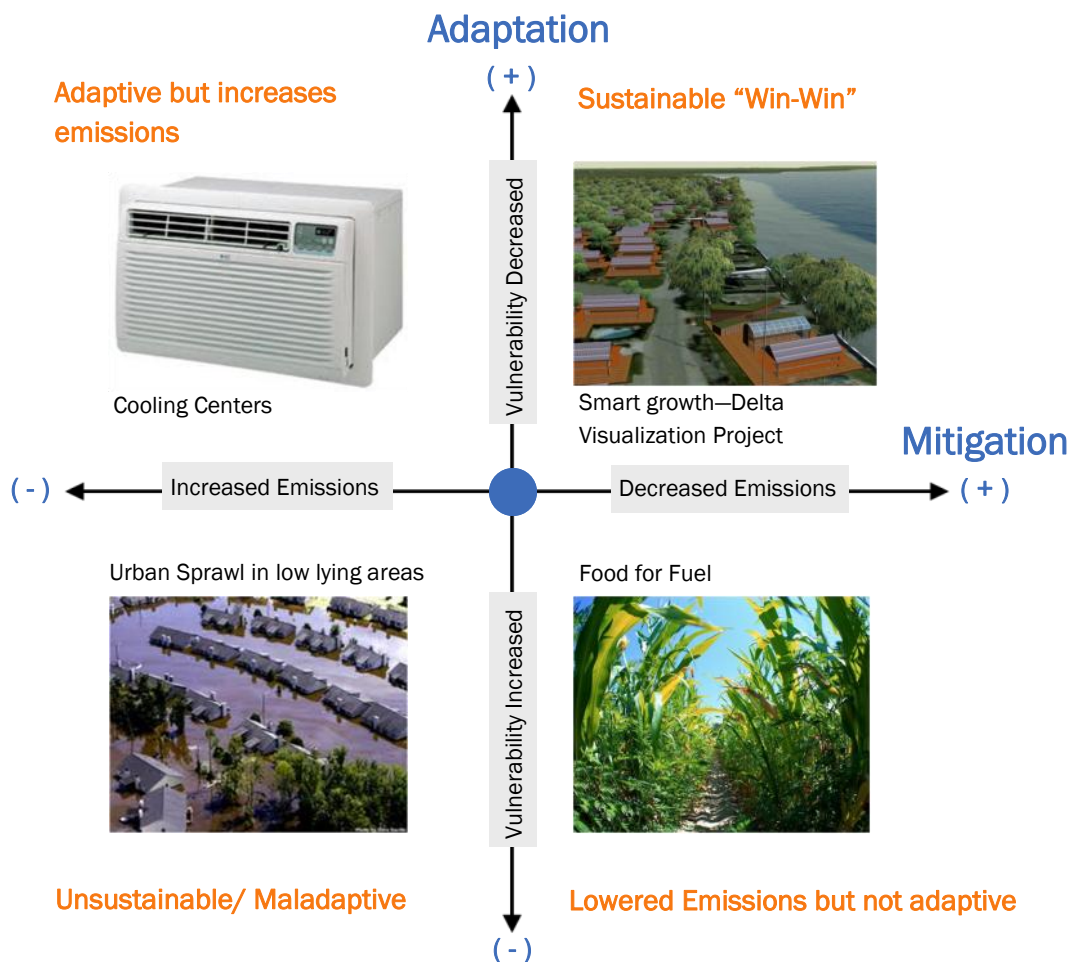 Adaptation
( + )
Adaptive but increases
emissions
Sustainable “Win-Win”
Vulnerability Decreased
Cooling Centers
Smart grow—Delta
Visualization Project
Mitigation
( - )
Increased Emissions
Decreased Emissions
( + )
Urban Sprawl in low lying areas
Food for Fuel
Vulnerability Increased
Unsustainable/ Maladaptive
Lowered Emissions but not adaptive
( - )